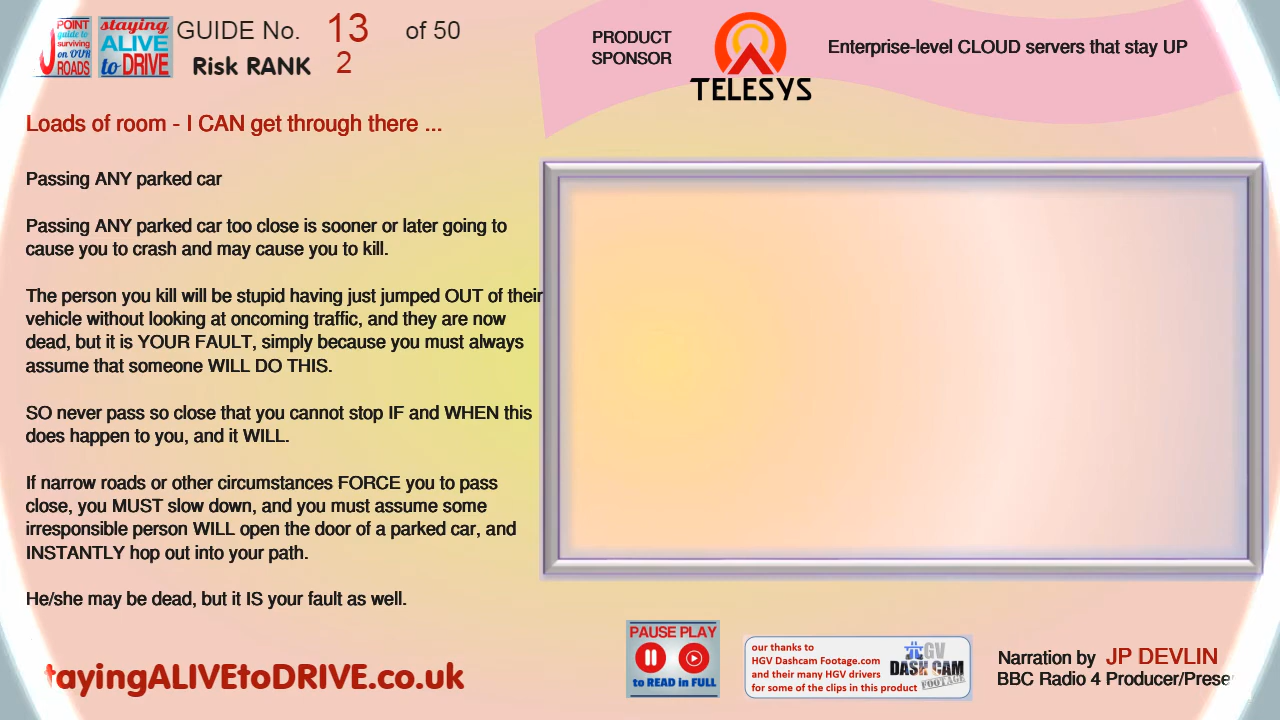 POINT
guide to
surviving
on OUR
ROADS
staying
ALIVE
to DRIVE
GUIDE No. 13 of 50
Risk RANK 2
PRODUCT
SPONSOR
TELESYS
Enterprise-level CLOUD servers that stay UP
Loads of room - I CAN get through there ...
Passing ANY parked car
Passing ANY parked car too close is sooner or later going to
cause you to crash and may cause you to kill.
The person you kill will be stupid having just jumped OUT of their
vehicle without looking at oncoming traffic, and they are now
dead, but it is YOUR FAULT, simply because you must always
assume that someone WILL DO THIS.
SO never pass so close that you cannot stop IF and WHEN this
does happen to you, and it WILL.
If narrow roads or other circumstances FORCE you to pass
close, you MUST slow down, and you must assume some
irresponsible person WILL open the door of a parked car, and
INSTANTLY hop out into your path.
He/she may be dead, but it IS your fault as well.
tayingALIVEtoDRIVE.co.uk
PAUSE PLAY
to READ in FULL
our thanks to
HGV Dashcam Footage.com
and their many HGV drivers
for some of the clips in this product
HGV
DASH CAM
FOOTAGE
Narration by JP DEVLIN
BBC Radio 4 Producer/Prese